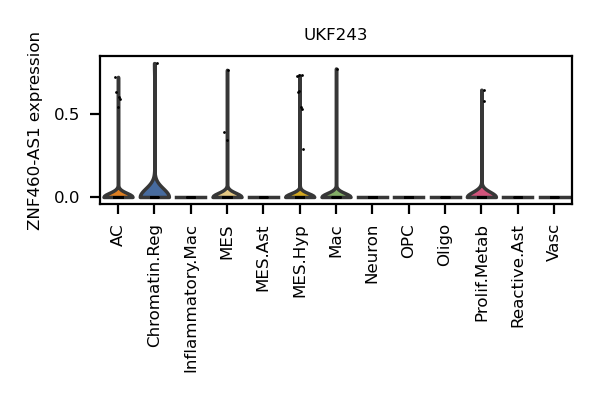 UKF243
ZNF460-AS1 expression
0.5
0.0
AC
Chromatin.Reg
Inflammatory.Mac
MES
MES.Ast
MES.Hyp
Mac
Neuron
OPC
Oligo
Prolif.Metab
Reactive.Ast
Vasc